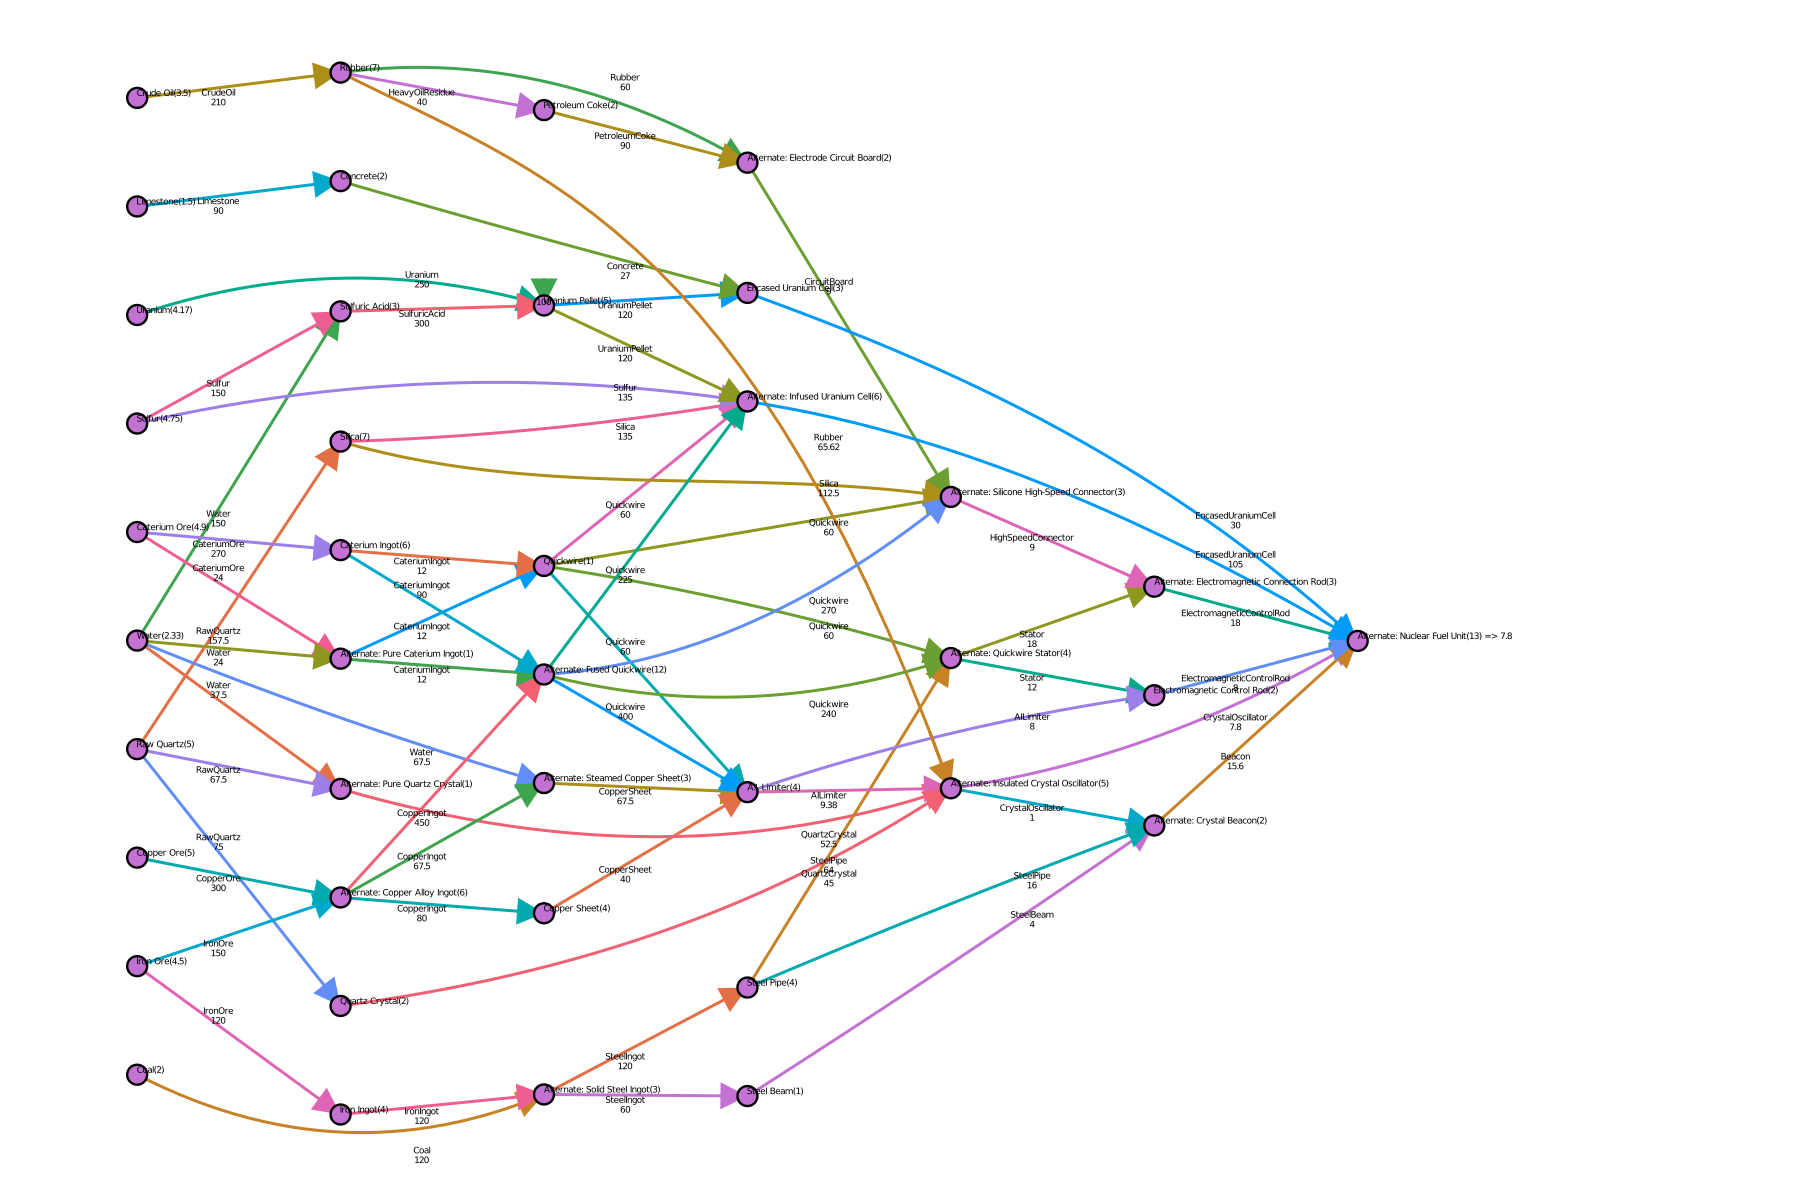 Rubber(7)
Rubber
60
Crude Oil(3.5)
CrudeOil
210
HeavyOilResidue
40
Petroleum Coke(2)
PetroleumCoke
90
Alternate: Electrode Circuit Board(2)
Concrete(2)
Limestone(1.5)
Limestone
90
Concrete
27
Uranium
250
CircuitBoard
Encased Uranium Cell(3)
Uranium(4.17)
Sulfuric Acid(3)
SulfuricAcid
300
Uranium Pellet(5)
UraniumPellet
120
UraniumPellet
120
Sulfur
150
Sulfur
135
Alternate: Infused Uranium Cell(6)
Sulfur(4.75)
Silica(7)
Silica
135
Rubber
65.62
Silica
112.5
Alternate: Silicone High-Speed Connector(3)
Quickwire
60
Quickwire
60
Water
150
Caterium Ore(4.9)
CateriumOre
270
CateriumOre
24
Caterium Ingot(6)
CateriumIngot
12
CateriumIngot
90
Quickwire(1)
Quickwire
225
HighSpeedConnector
9
EncasedUraniumCell
30
EncasedUraniumCell
105
Alternate: Electromagnetic Connection Rod(3)
Quickwire
270
Quickwire
60
ElectromagneticControlRod
18
Water(2.33)
RawQuartz
157.5
Water
24
CateriumIngot
12
Alternate: Pure Caterium Ingot(1)
CateriumIngot
12
Quickwire
60
Alternate: Fused Quickwire(12)
Stator
18
Alternate: Quickwire Stator(4)
Stator
12
Alternate: Nuclear Fuel Unit(13) => 7.8
ElectromagneticControlRod
8
Electromagnetic Control Rod(2)
Water
37.5
Quickwire
400
Quickwire
240
AILimiter
8
CrystalOscillator
7.8
Raw Quartz(5)
RawQuartz
67.5
Water
67.5
Alternate: Pure Quartz Crystal(1)
Alternate: Steamed Copper Sheet(3)
CopperSheet
67.5
A.I. Limiter(4)
AILimiter
9.38
Alternate: Insulated Crystal Oscillator(5)
CrystalOscillator
1
Beacon
15.6
Alternate: Crystal Beacon(2)
CopperIngot
450
RawQuartz
75
Copper Ore(5)
CopperOre
300
CopperIngot
67.5
QuartzCrystal
52.5
SteelPipe
64
QuartzCrystal
45
CopperSheet
40
Alternate: Copper Alloy Ingot(6)
CopperIngot
80
Copper Sheet(4)
SteelPipe
16
SteelBeam
4
IronOre
150
Iron Ore(4.5)
Steel Pipe(4)
Quartz Crystal(2)
IronOre
120
SteelIngot
120
Coal(2)
Alternate: Solid Steel Ingot(3)
SteelIngot
60
Steel Beam(1)
Iron Ingot(4)
IronIngot
120
Coal
120